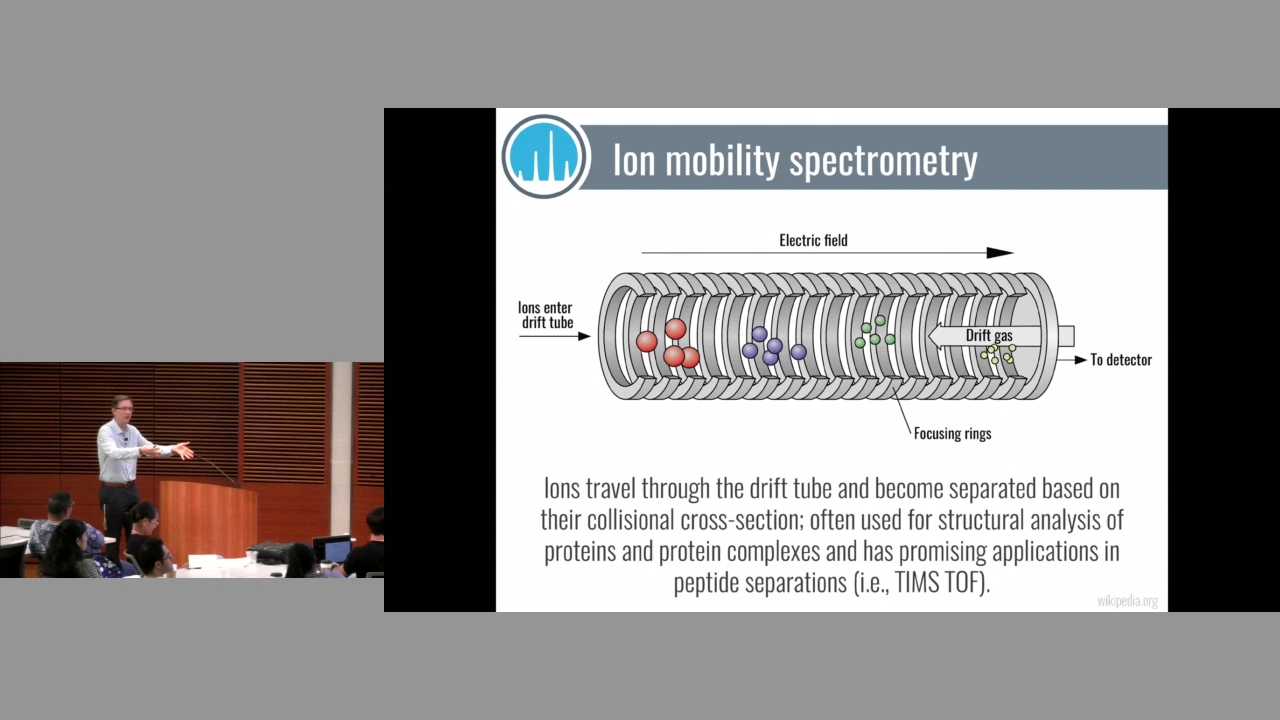 Ion mobility spectrometry
Electric field
Ions enter
drift tube
Drift gas
To detector
Focusing rings
Ions travel through the drift tube and become separated based on
their collisional cross-section; often used for structural analysis of
proteins and protein complexes and has promising applications in
peptide separations (i.e., TIMS TOF).
wikipedia.org